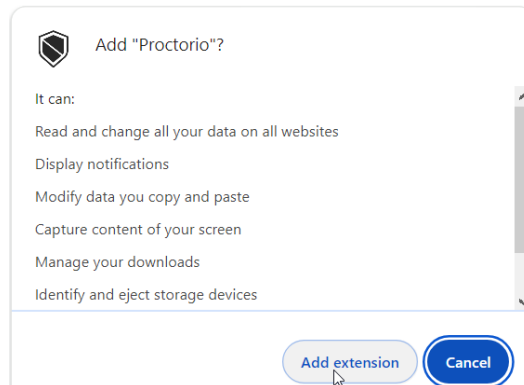 Add "Proctorio"?
It can:
Read and change all your data on all websites
Display notifications
Modify data you copy and paste
Capture content of your screen
Manage your downloads
Identify and eject storage devices
Add extension
Cancel